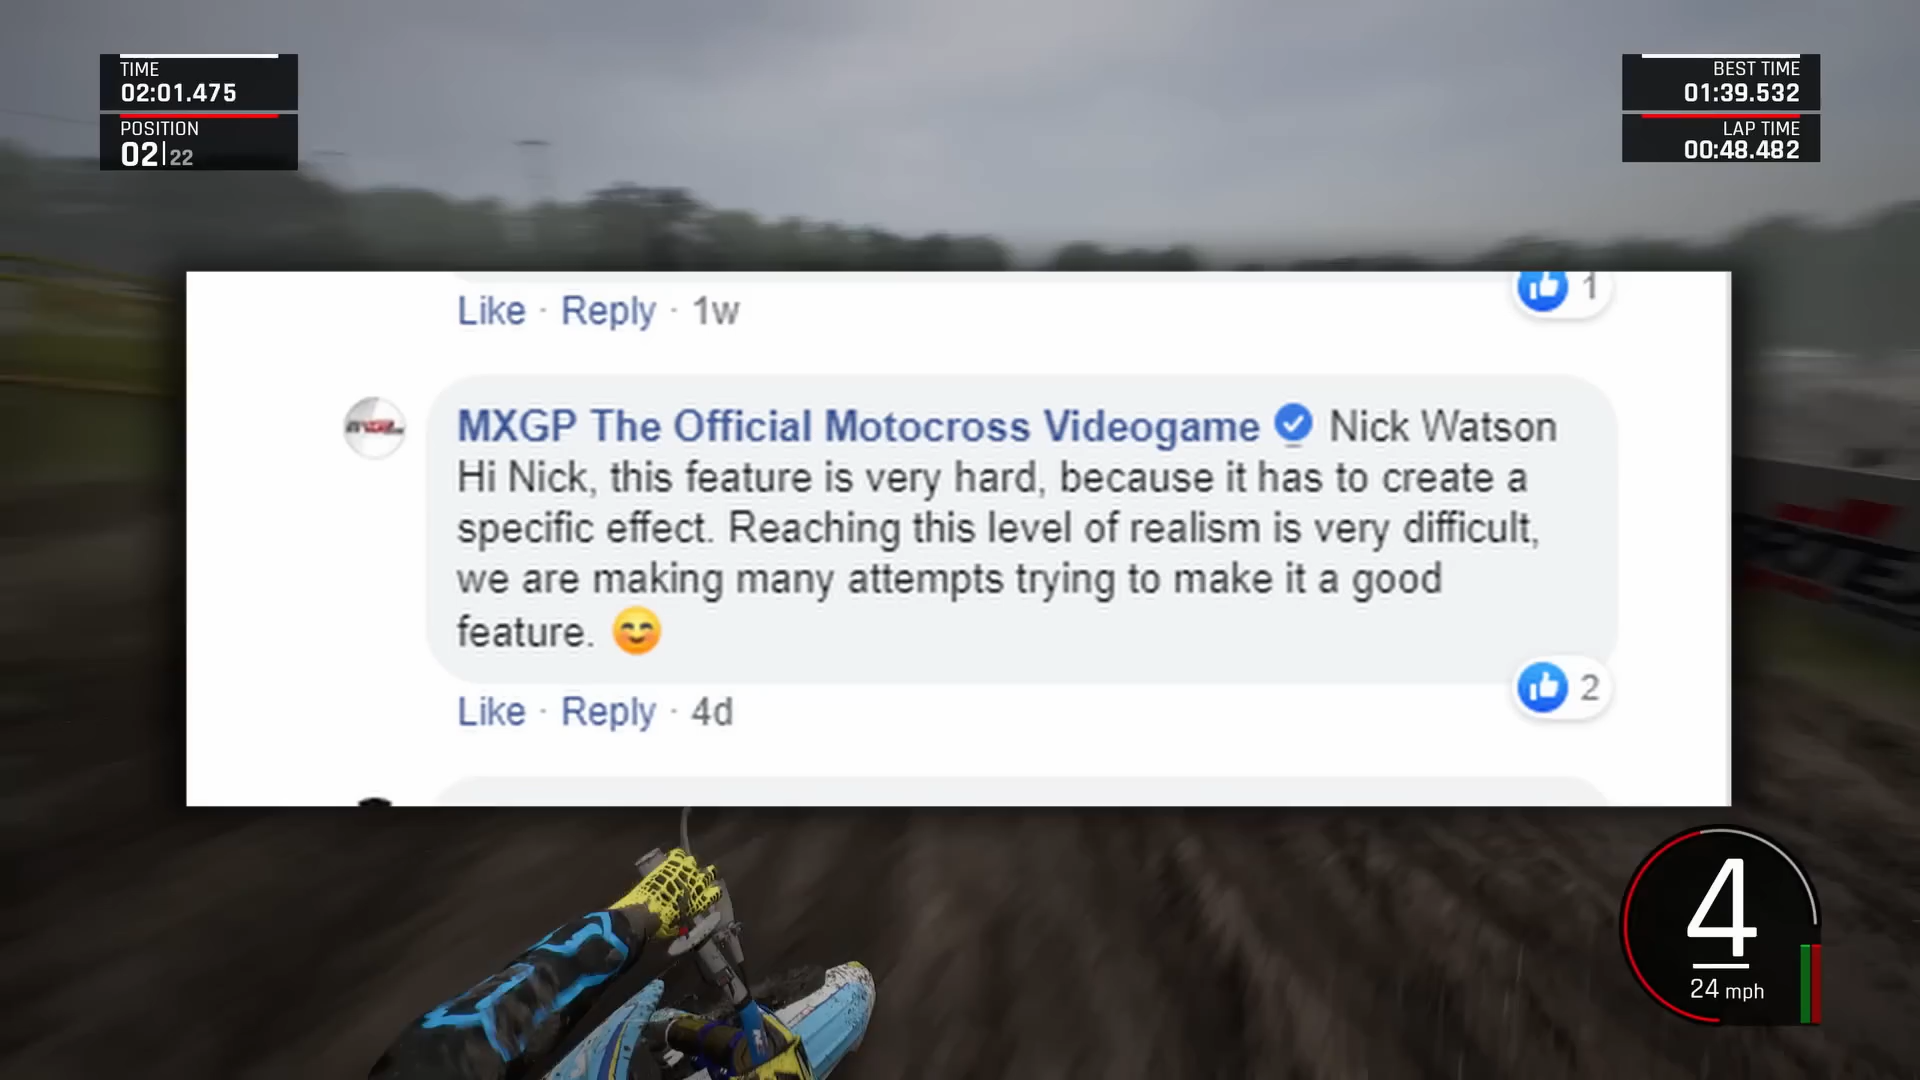 TIME
02:01.475
POSITION
02|22
BEST TIME
01:39.532
LAP TIME
00:48.482
Like · Reply · 1w
1
MXGP The Official Motocross Videogame Nick Watson
Hi Nick, this feature is very hard, because it has to create a
specific effect. Reaching this level of realism is very difficult,
we are making many attempts trying to make it a good
feature. 😊
Like · Reply · 4d
2
4
24 mph